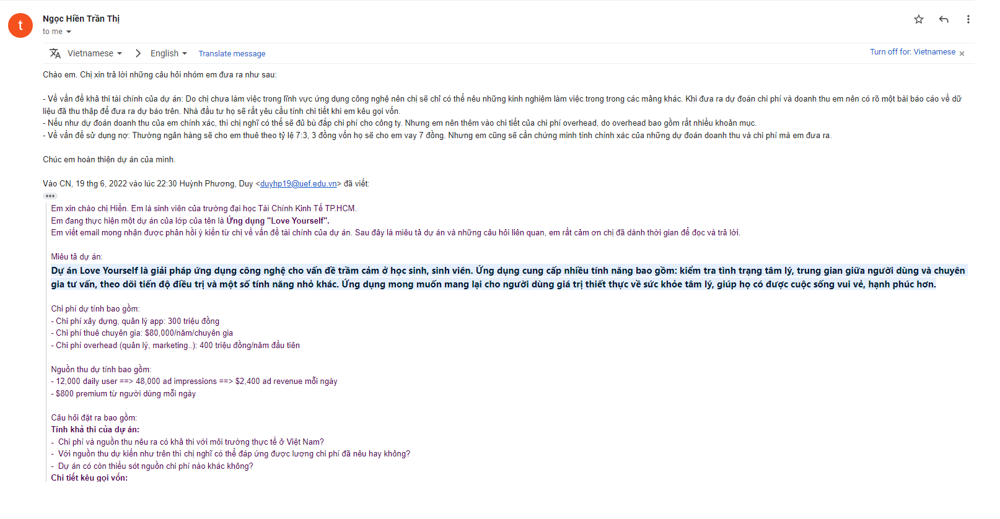 t
Ngọc Hiền Trần Thị
to me
Vietnamese > English Translate message
Turn off for: Vietnamese ×
Chào em. Chị xin trả lời những câu hỏi nhóm em đưa ra như sau:
- Về vấn đề khả thi tài chính của dự án: Do chị chưa làm việc trong lĩnh vực ứng dụng công nghệ nên chị sẽ chỉ có thể nêu những kinh nghiệm làm việc trong trong các mảng khác. Khi đưa ra dự đoán chi phí và doanh thu em nên có rõ một bài báo cáo về dữ
liệu đã thu thập để đưa ra dự báo trên. Nhà đầu tư họ sẽ rất yêu cầu tính chi tiết khi em kêu gọi vốn.
- Nếu như dự đoán doanh thu của em chính xác, thì chị nghĩ có thể sẽ đủ bù đắp chi phí cho công ty. Nhưng em nên thêm vào chi tiết của chi phí overhead, do overhead bao gồm rất nhiều khoản mục.
- Về vấn đề sử dụng nợ: Thường ngân hàng sẽ cho em thuê theo tỷ lệ 7:3, 3 đồng vốn họ sẽ cho em vay 7 đồng. Nhưng em cũng sẽ cần chứng minh tính chính xác của những dự đoán doanh thu và chi phí mà em đưa ra.
Chúc em hoàn thiện dự án của mình.
Vào CN, 19 thg 6, 2022 vào lúc 22:30 Huỳnh Phương, Duy <duyhp19@uef.edu.vn> đã viết:
Em xin chào chị Hiền. Em là sinh viên của trường đại học Tài Chính Kinh Tế TP.HCM.
Em đang thực hiện một dự án của lớp của tên là Ứng dụng "Love Yourself".
Em viết email mong nhận được phản hồi ý kiến từ chị về vấn đề tài chính của dự án. Sau đây là miêu tả dự án và những câu hỏi liên quan, em rất cảm ơn chị đã dành thời gian để đọc và trả lời.
Miêu tả dự án:
Dự án Love Yourself là giải pháp ứng dụng công nghệ cho vấn đề trầm cảm ở học sinh, sinh viên. Ứng dụng cung cấp nhiều tính năng bao gồm: kiểm tra tình trạng tâm lý, trung gian giữa người dùng và chuyên
gia tư vấn, theo dõi tiến độ điều trị và một số tính năng nhỏ khác. Ứng dụng mong muốn mang lại cho người dùng giá trị thiết thực về sức khỏe tâm lý, giúp họ có được cuộc sống vui vẻ, hạnh phúc hơn.
Chi phí dự tính bao gồm:
- Chi phí xây dựng, quản lý app: 300 triệu đồng
- Chi phí thuê chuyên gia: $80,000/năm/chuyên gia
- Chi phí overhead (quản lý, marketing..): 400 triệu đồng/năm đầu tiên
Nguồn thu dự tính bao gồm:
- 12,000 daily user ==> 48,000 ad impressions ==> $2,400 ad revenue mỗi ngày
- $800 premium từ người dùng mỗi ngày
Câu hỏi đặt ra bao gồm:
Tính khả thi của dự án:
- Chi phí và nguồn thu nêu ra có khả thi với môi trường thực tế ở Việt Nam?
- Với nguồn thu dự kiến như trên thì chị nghĩ có thể đáp ứng được lượng chi phí đã nêu hay không?
- Dự án có còn thiếu sót nguồn chi phí nào khác không?
Chi tiết kêu gọi vốn: